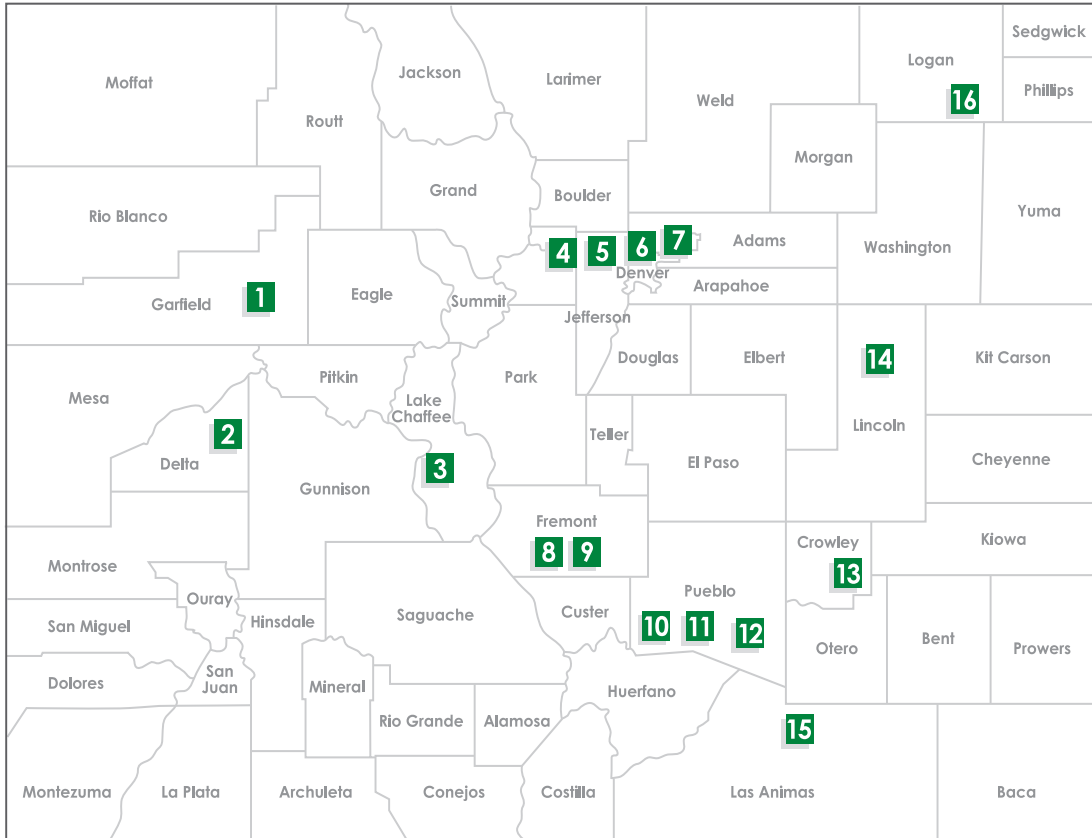 Sedgwick
Logan
Jackson
Larimer
Moffat
Phillips
16
Weld
Routt
Morgan
Grand
Boulder
Yuma
Rio Blanco
4
5
6
7
Adams
Washington
Denver
Arapahoe
Garfield
1
Eagle
Summit
Jefferson
Douglas
Elbert
14
Kit Carson
Pitkin
Park
Mesa
Lake
Chaffee
Lincoln
2
Teller
Delta
3
El Paso
Cheyenne
Gunnison
Fremont
8
9
Crowley
Kiowa
Montrose
13
Ouray
Pueblo
Hinsdale
Saguache
Custer
San Miguel
10
11
12
Otero
Bent
Prowers
San
Juan
Dolores
Mineral
Huerfano
Rio Grande
Alamosa
15
Montezuma
La Plata
Archuleta
Conejos
Costilla
Las Animas
Baca